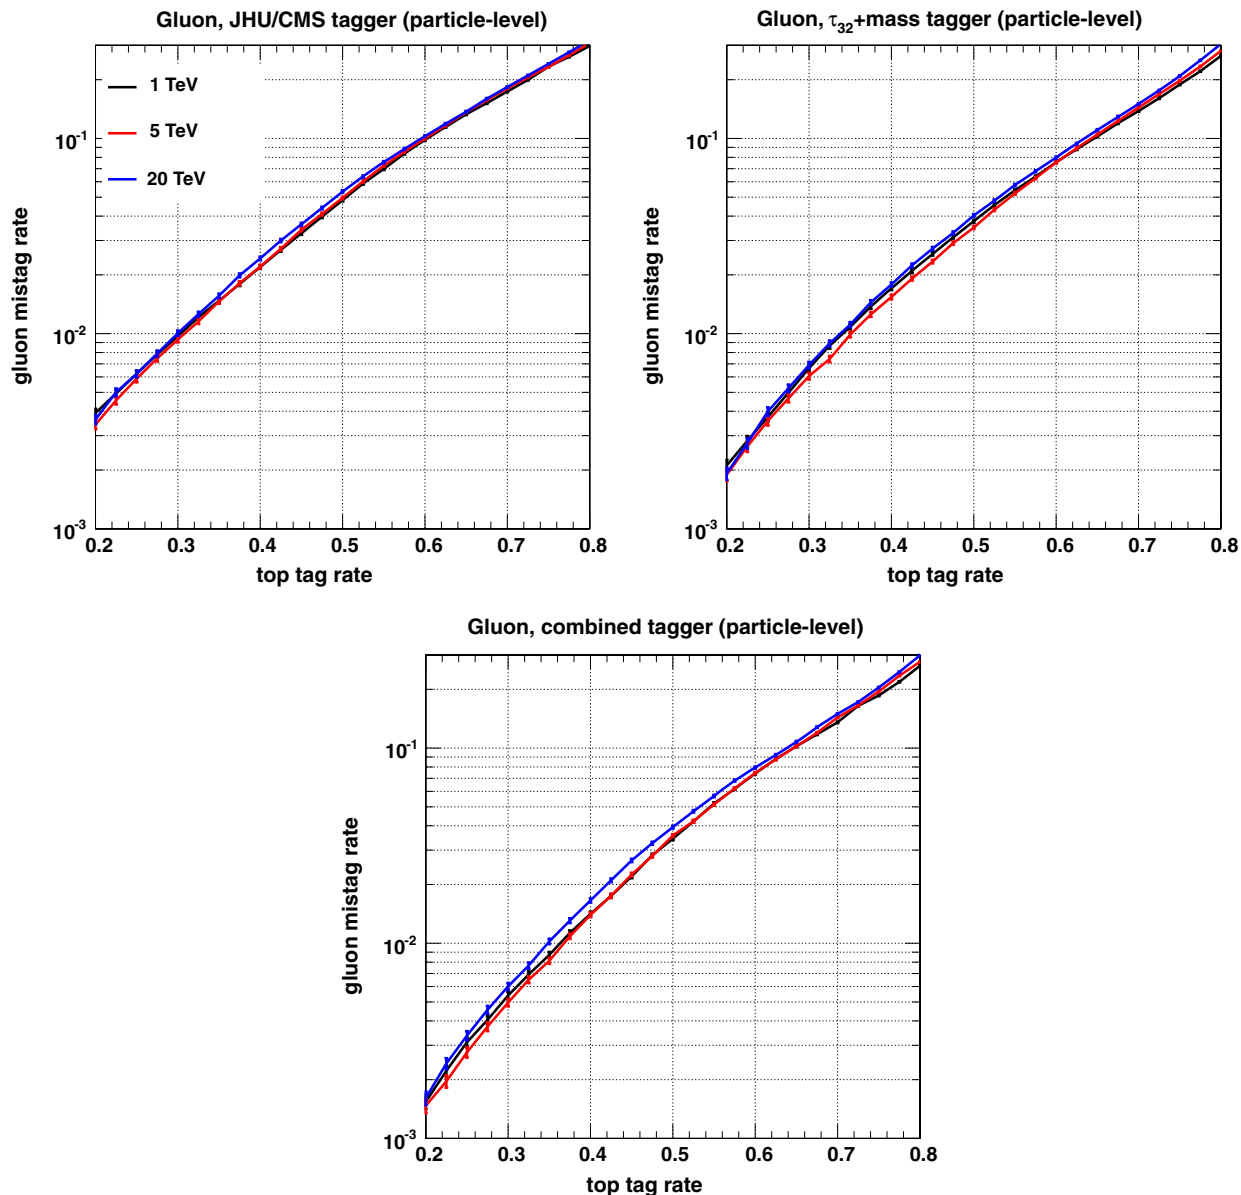 Gluon, JHU/CMS tagger (particle-level)
1 TeV
5 TeV
20 TeV
10⁻¹
10⁻²
10⁻³
gluon mistag rate
0.2 0.3 0.4 0.5 0.6 0.7 0.8
top tag rate
Gluon, τ₃₂+mass tagger (particle-level)
10⁻¹
10⁻²
10⁻³
gluon mistag rate
0.2 0.3 0.4 0.5 0.6 0.7 0.8
top tag rate
Gluon, combined tagger (particle-level)
10⁻¹
10⁻²
10⁻³
gluon mistag rate
0.2 0.3 0.4 0.5 0.6 0.7 0.8
top tag rate